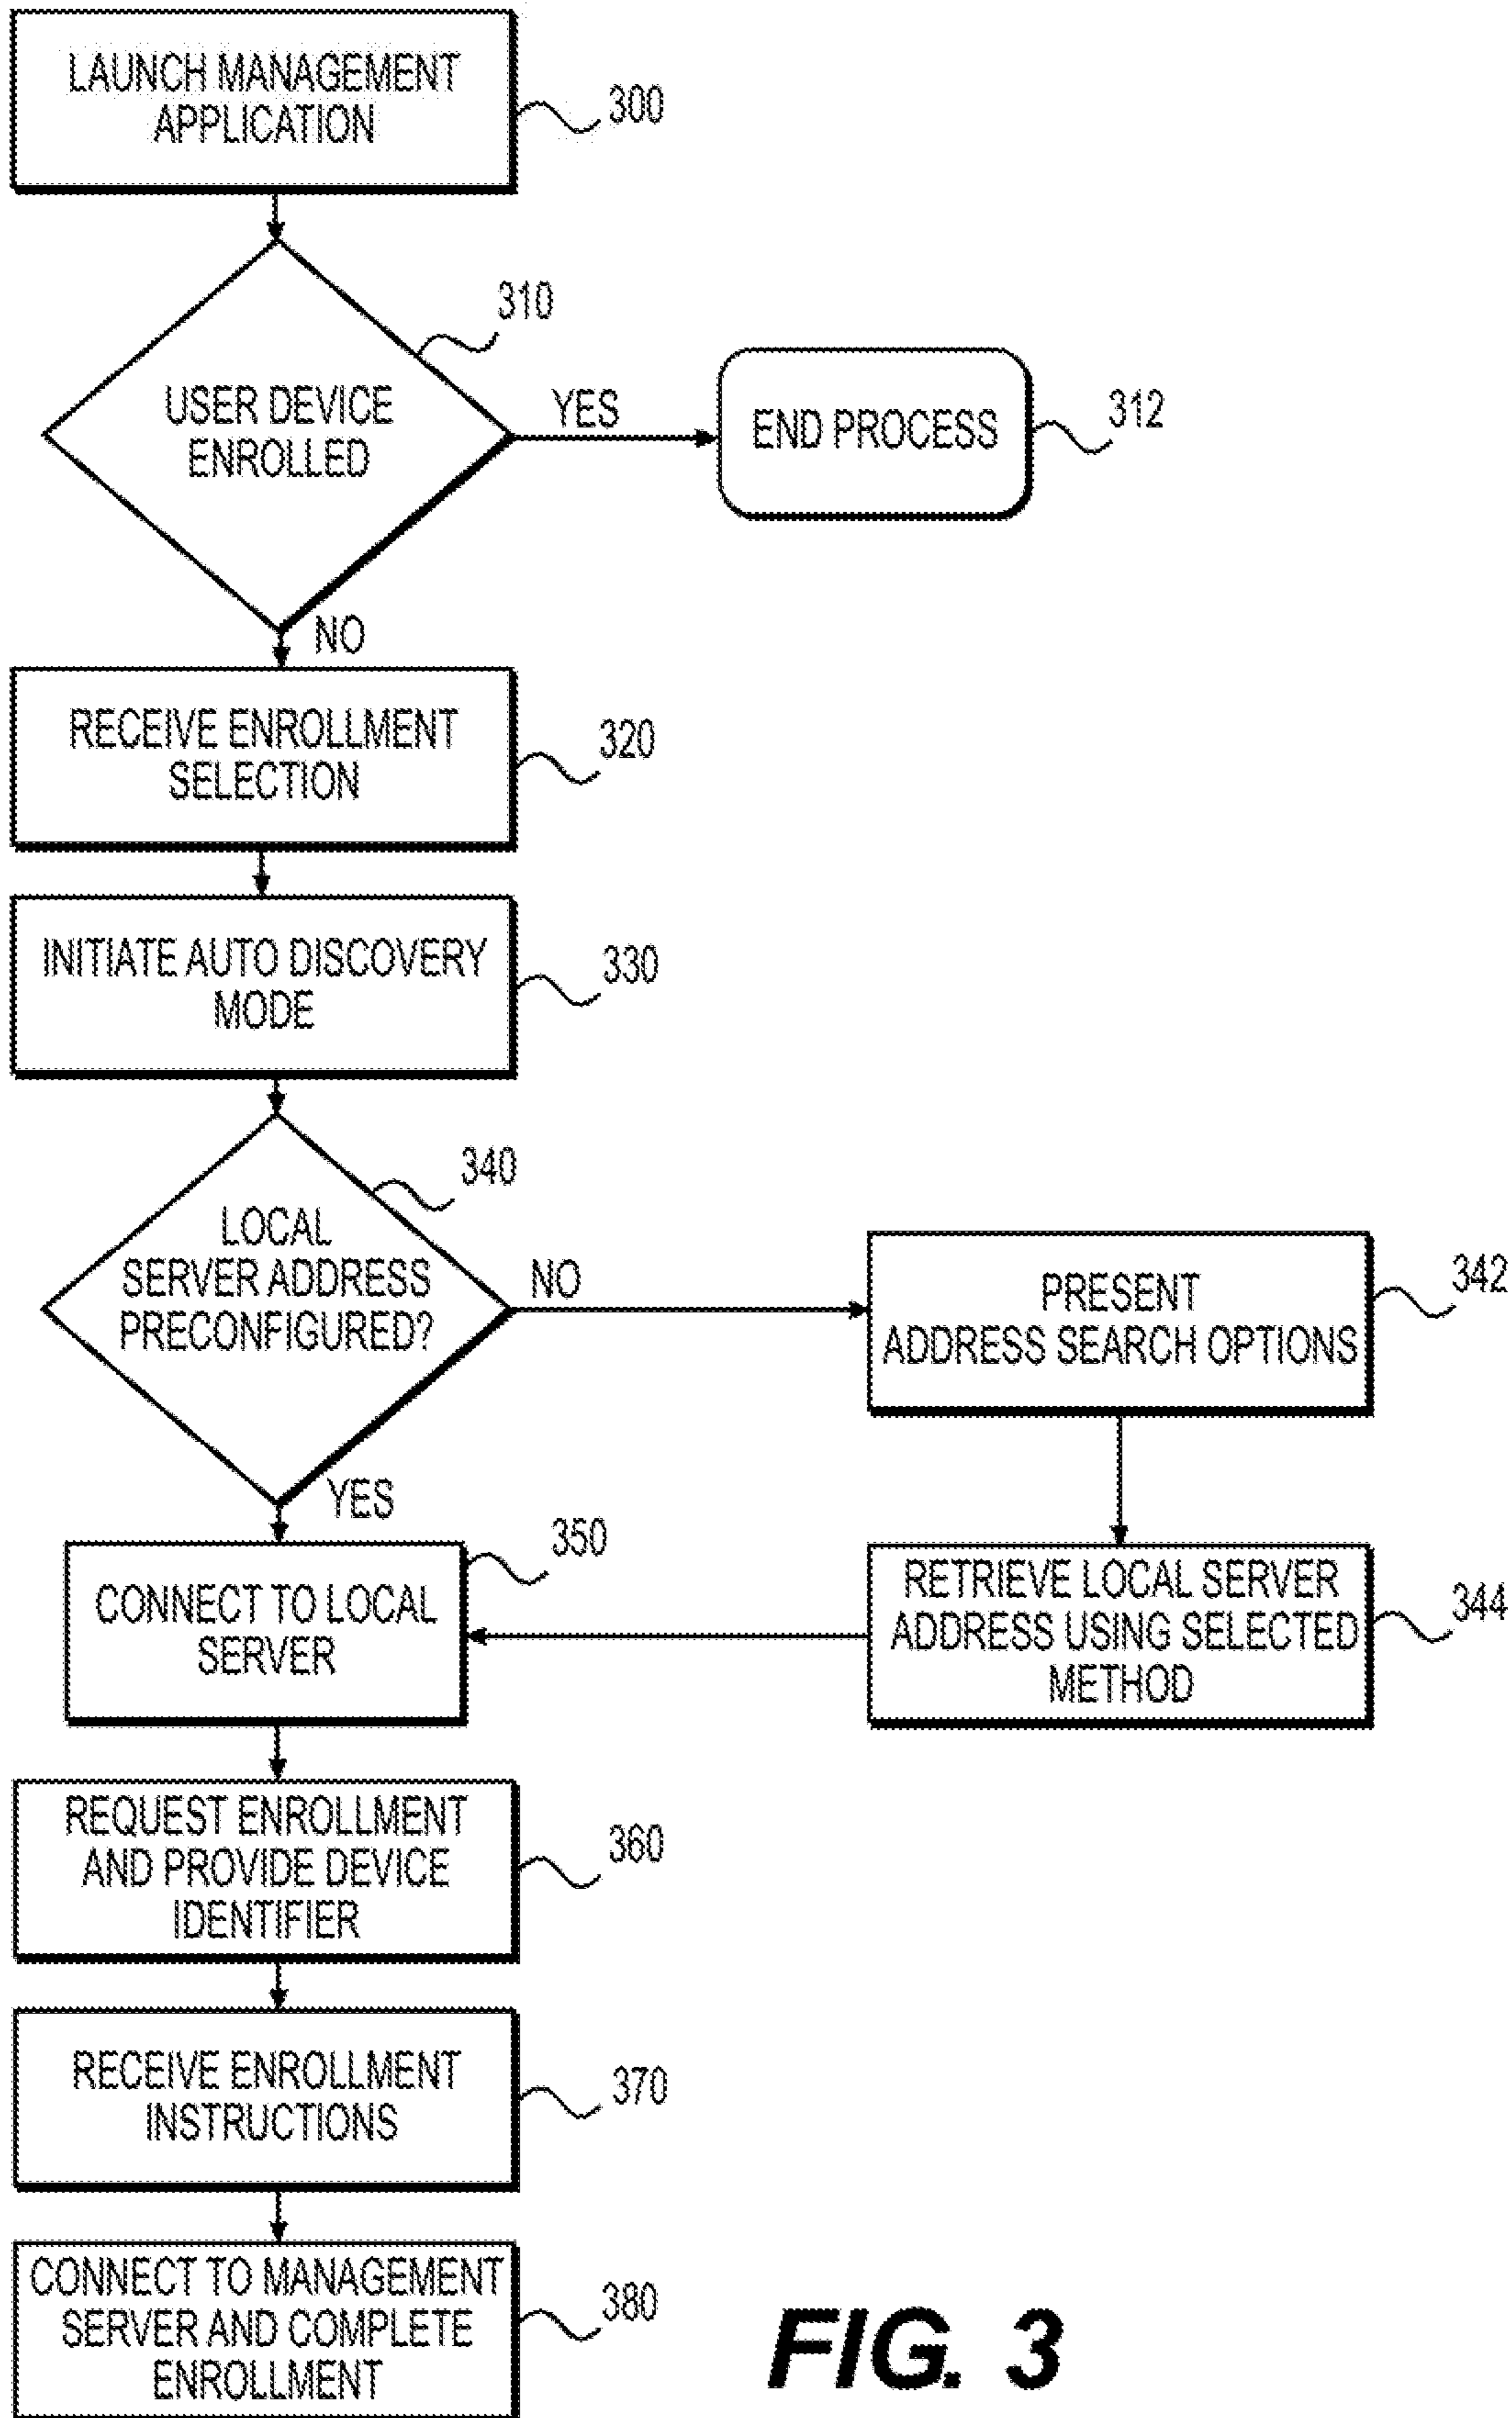 LAUNCH MANAGEMENT
APPLICATION
300
310
USER DEVICE
ENROLLED
YES
END PROCESS
312
NO
RECEIVE ENROLLMENT
SELECTION
320
INITIATE AUTO DISCOVERY
MODE
330
340
LOCAL
SERVER ADDRESS
PRECONFIGURED?
NO
PRESENT
ADDRESS SEARCH OPTIONS
342
YES
350
CONNECT TO LOCAL
SERVER
RETRIEVE LOCAL SERVER
ADDRESS USING SELECTED
METHOD
344
REQUEST ENROLLMENT
AND PROVIDE DEVICE
IDENTIFIER
360
RECEIVE ENROLLMENT
INSTRUCTIONS
370
CONNECT TO MANAGEMENT
SERVER AND COMPLETE
ENROLLMENT
380
FIG. 3